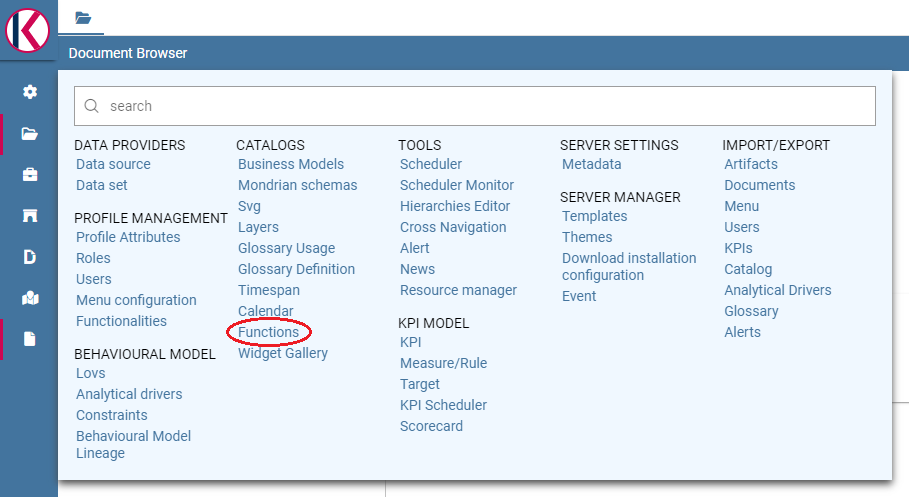 Document Browser
search
DATA PROVIDERS
Data source
Data set
PROFILE MANAGEMENT
Profile Attributes
Roles
Users
Menu configuration
Functionalities
BEHAVIOURAL MODEL
Lovs
Analytical drivers
Constraints
Behavioural Model
Lineage
CATALOGS
Business Models
Mondrian schemas
Svg
Layers
Glossary Usage
Glossary Definition
Timespan
Calendar
Functions
Widget Gallery
TOOLS
Scheduler
Scheduler Monitor
Hierarchies Editor
Cross Navigation
Alert
News
Resource manager
KPI MODEL
KPI
Measure/Rule
Target
KPI Scheduler
Scorecard
SERVER SETTINGS
Metadata
SERVER MANAGER
Templates
Themes
Download installation
configuration
Event
IMPORT/EXPORT
Artifacts
Documents
Menu
Users
KPIs
Catalog
Analytical Drivers
Glossary
Alerts